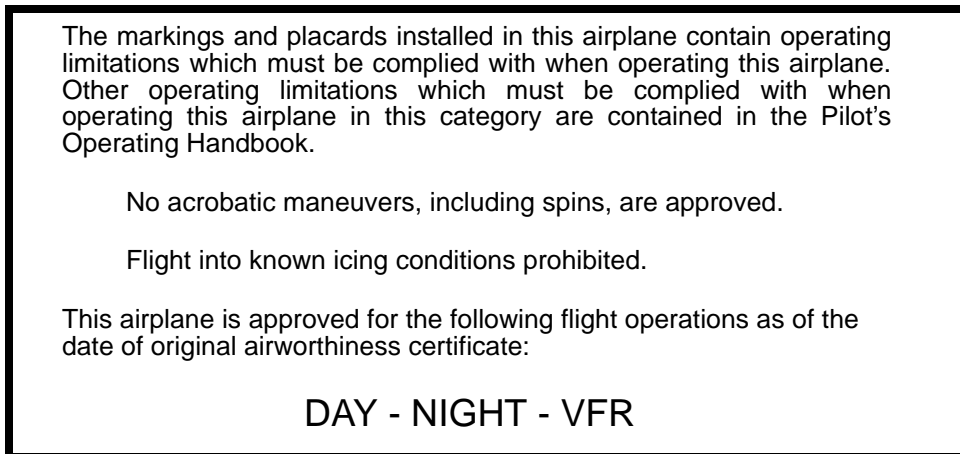 The markings and placards installed in this airplane contain operating
limitations which must be complied with when operating this airplane.
Other operating limitations which must be complied with when
operating this airplane in this category are contained in the Pilot's
Operating Handbook.
No acrobatic maneuvers, including spins, are approved.
Flight into known icing conditions prohibited.
This airplane is approved for the following flight operations as of the
date of original airworthiness certificate:
DAY - NIGHT - VFR